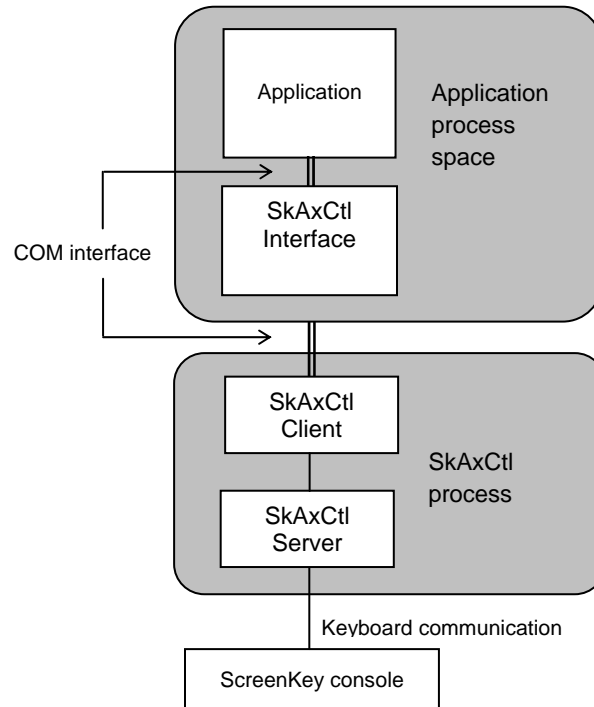 Application
Application
process
space
SkAxCtl
Interface
COM interface
SkAxCtl
Client
SkAxCtl
process
SkAxCtl
Server
Keyboard communication
ScreenKey console